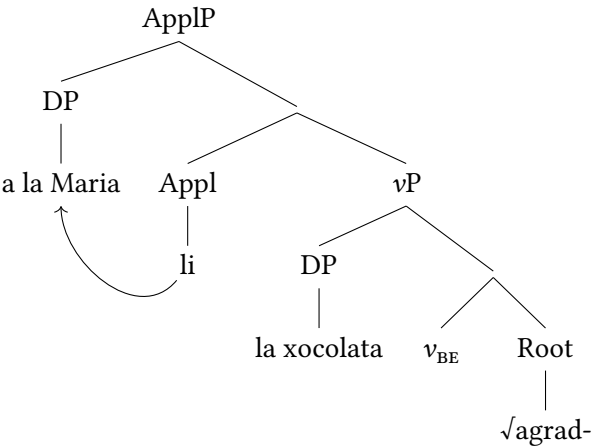 ApplP
DP
a la Maria Appl vP
li DP
la xocolata vBE Root
√agrad-